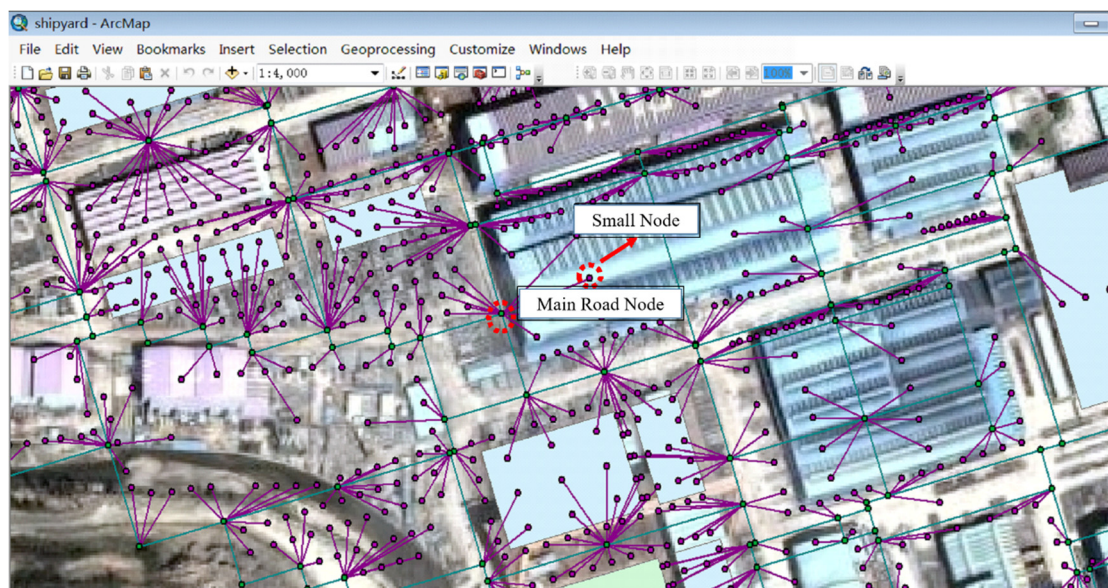 shipyard - ArcMap
File Edit View Bookmarks Insert Selection Geoprocessing Customize Windows Help
1:4,000 100%
Small Node
Main Road Node